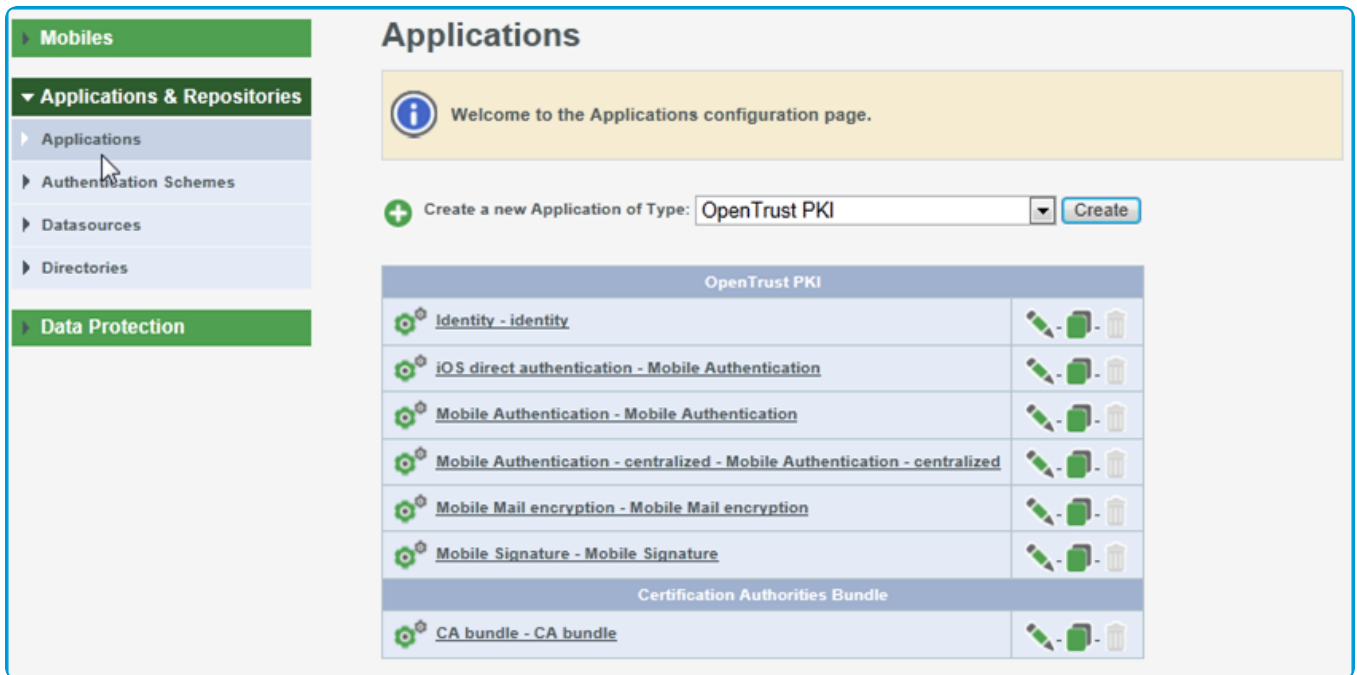 Mobiles
Applications & Repositories
Applications
Authentication Schemes
Datasources
Directories
Data Protection
Applications
Welcome to the Applications configuration page.
Create a new Application of Type: OpenTrust PKI Create
OpenTrust PKI
Identity - identity
iOS direct authentication - Mobile Authentication
Mobile Authentication - Mobile Authentication
Mobile Authentication - centralized - Mobile Authentication - centralized
Mobile Mail encryption - Mobile Mail encryption
Mobile Signature - Mobile Signature
Certification Authorities Bundle
CA bundle - CA bundle